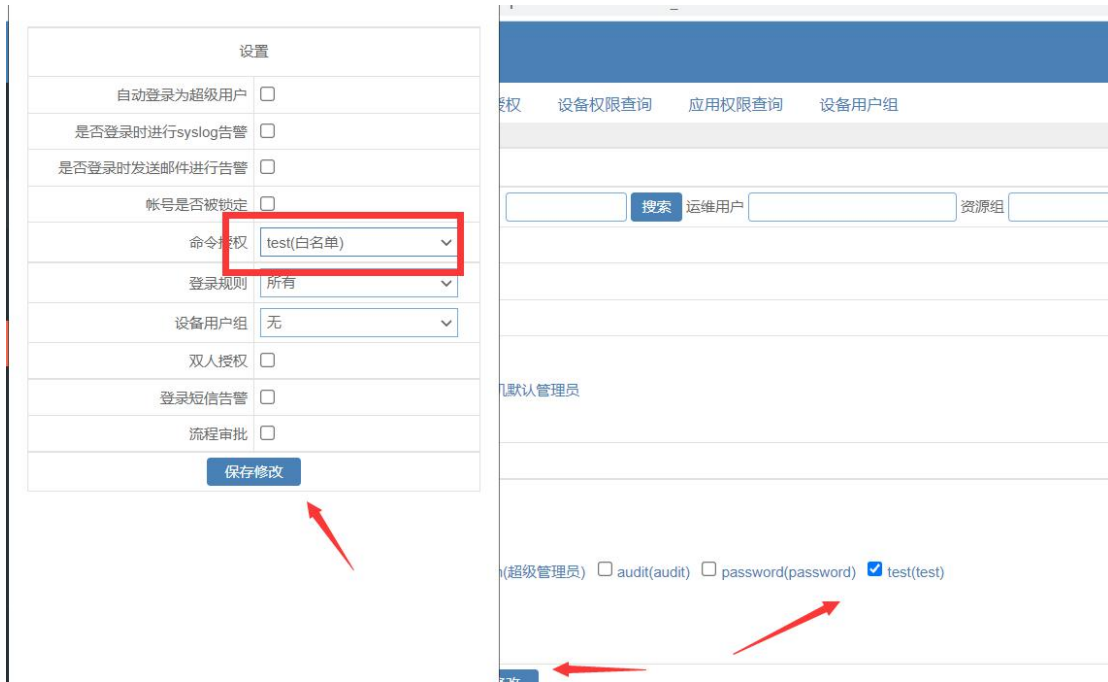 设置
自动登录为超级用户
是否登录时进行syslog告警
是否登录时发送邮件进行告警
帐号是否被锁定
命令授权 test(白名单)
登录规则 所有
设备用户组 无
双人授权
登录短信告警
流程审批
保存修改
授权 设备权限查询 应用权限查询 设备用户组
搜索 运维用户 资源组
默认管理员
(超级管理员) audit(audit) password(password) test(test)
修改